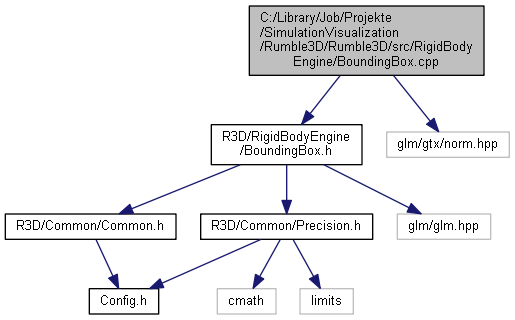 C:/Library/Job/Projekte
/SimulationVisualization
/Rumble3D/Rumble3D/src/RigidBody
Engine/BoundingBox.cpp
R3D/RigidBodyEngine
/BoundingBox.h
glm/gtx/norm.hpp
R3D/Common/Common.h
R3D/Common/Precision.h
glm/glm.hpp
Config.h
cmath
limits